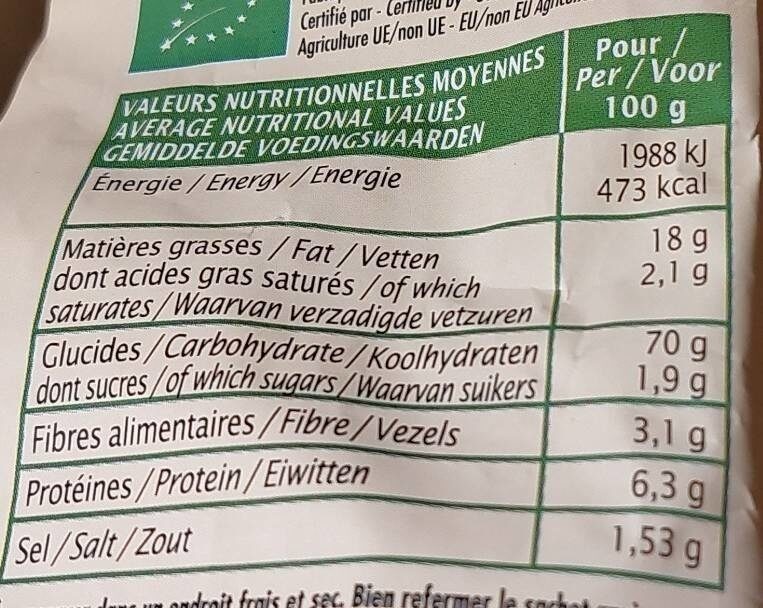 Certifié par - Certified by
Agriculture UE/non UE - EU/non EU
VALEURS NUTRITIONNELLES MOYENNES
AVERAGE NUTRITIONAL VALUES
GEMIDDELDE VOEDINGSWAARDEN
Pour /
Per / Voor
100 g
Énergie / Energy / Energie
1988 kJ
473 kcal
Matières grasses / Fat / Vetten
18 g
dont acides gras saturés / of which
2,1 g
saturates / Waarvan verzadigde vetzuren
Glucides / Carbohydrate / Koolhydraten
70 g
dont sucres / of which sugars / Waarvan suikers
1,9 g
Fibres alimentaires / Fibre / Vezels
3,1 g
Protéines / Protein / Eiwitten
6,3 g
Sel / Salt / Zout
1,53 g
endroit frais et sec. Bien refermer le sachet